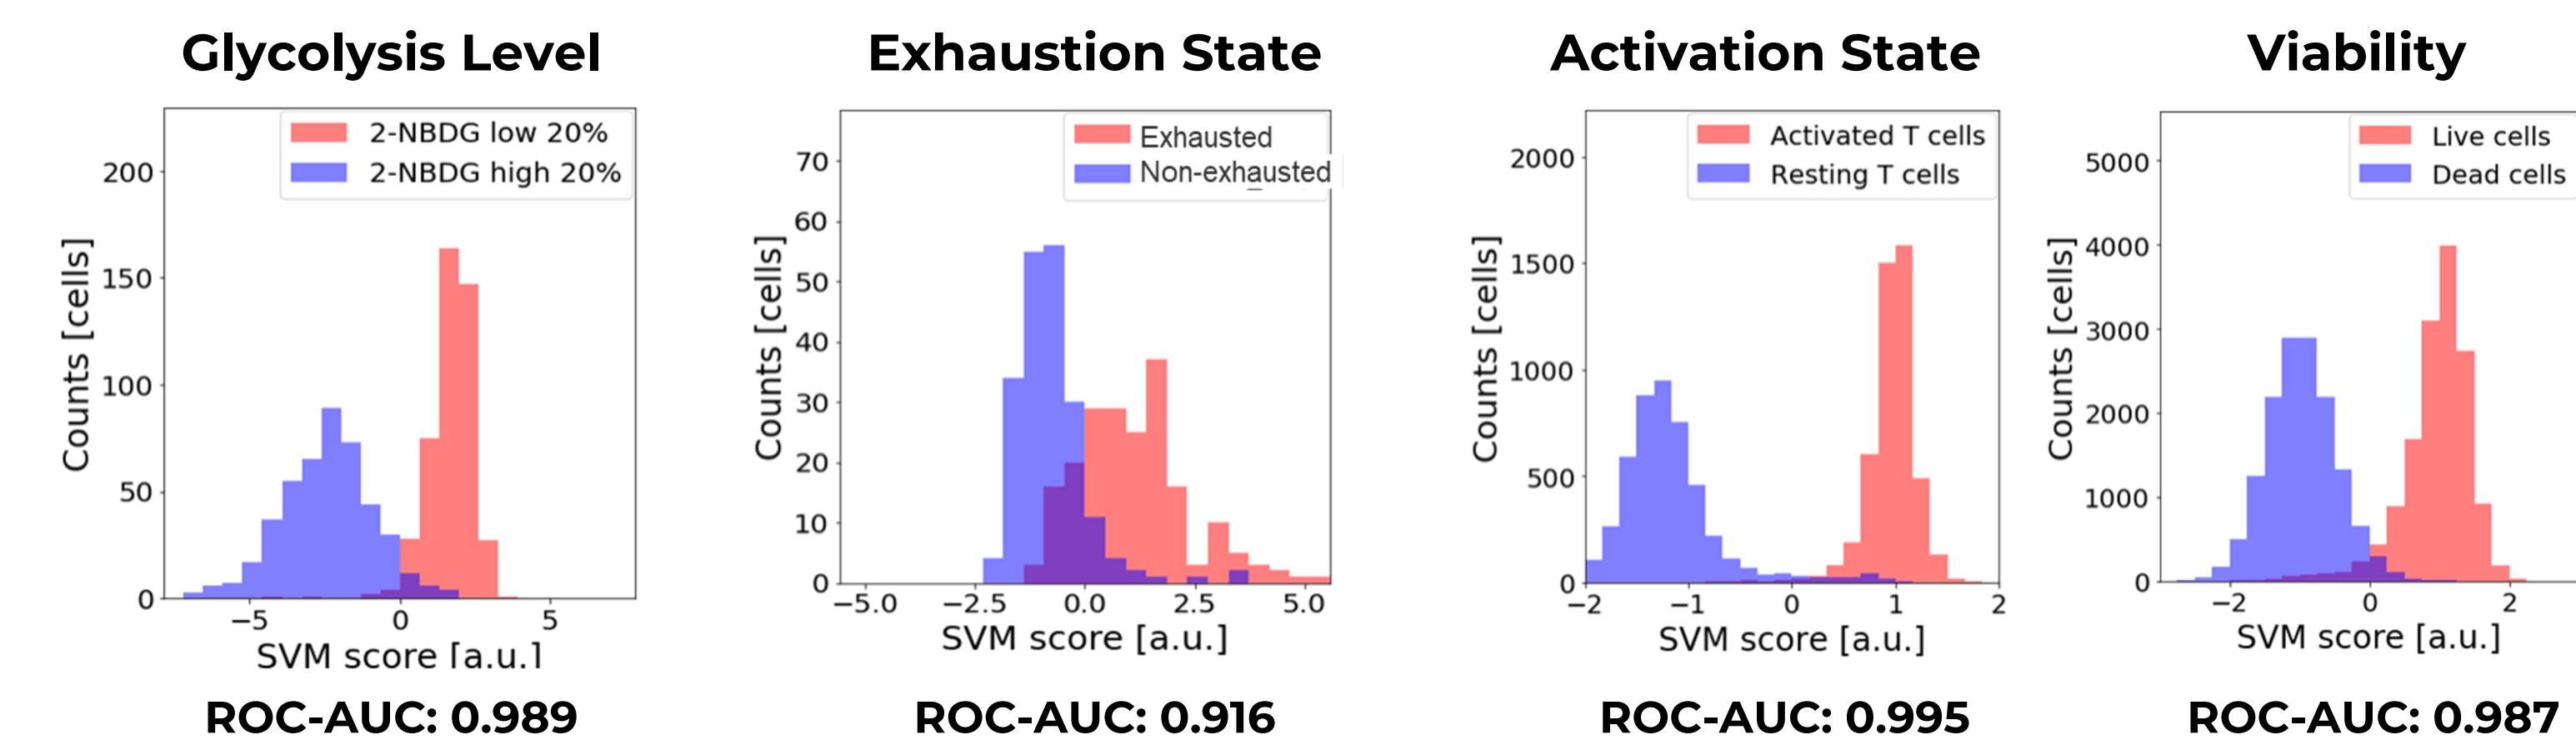 Glycolysis Level
2-NBDG low 20%
2-NBDG high 20%
Counts [cells]
200
150
100
50
0
−5
0
5
SVM score [a.u.]
ROC-AUC: 0.989
Exhaustion State
Exhausted
Non-exhausted
Counts [cells]
70
60
50
40
30
20
10
0
−5.0
−2.5
0.0
2.5
5.0
SVM score [a.u.]
ROC-AUC: 0.916
Activation State
Activated T cells
Resting T cells
Counts [cells]
2000
1500
1000
500
0
−2
−1
0
1
2
SVM score [a.u.]
ROC-AUC: 0.995
Viability
Live cells
Dead cells
Counts [cells]
5000
4000
3000
2000
1000
0
−2
0
2
SVM score [a.u.]
ROC-AUC: 0.987